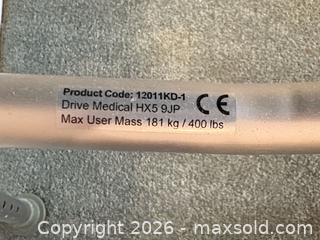 Product Code: 12011KD-1
Drive Medical HX5 9JP
Max User Mass 181 kg / 400 lbs
CE
Copyright 2026 - maxsold.com